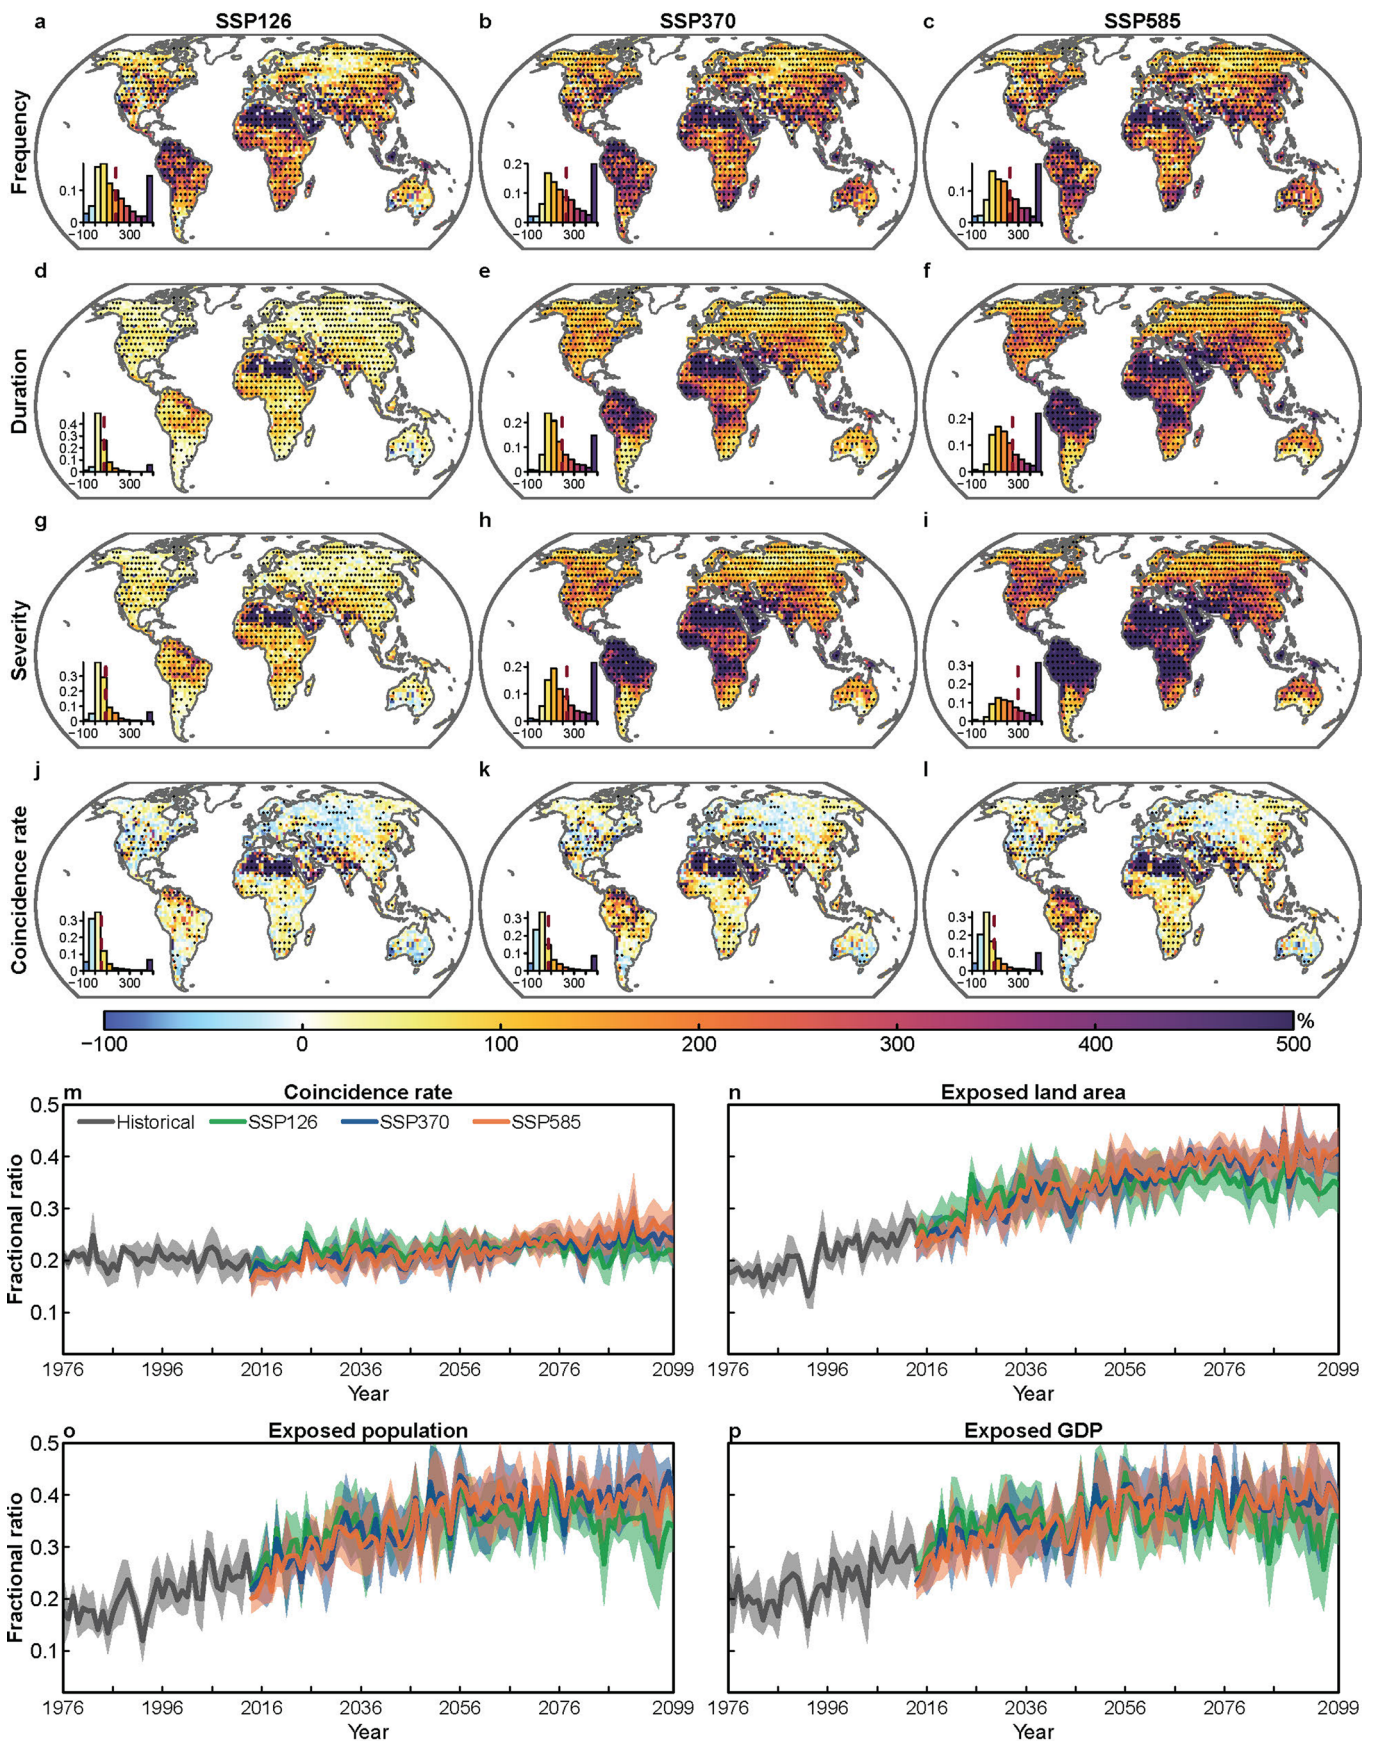 a SSP126 b SSP370 c SSP585
Frequency
0.1
0
−100 300
0.2
0.1
0
−100 300
0.1
0
−100 300
d e f
Duration
0.4
0.3
0.2
0.1
0
−100 300
0.2
0.1
0
−100 300
0.2
0.1
0
−100 300
g h i
Severity
0.3
0.2
0.1
0
−100 300
0.2
0.1
0
−100 300
0.3
0.2
0.1
0
−100 300
j k l
Coincidence rate
0.3
0.2
0.1
0
−100 300
0.3
0.2
0.1
0
−100 300
0.3
0.2
0.1
0
−100 300
%
−100 0 100 200 300 400 500
m Coincidence rate n Exposed land area
Historical SSP126 SSP370 SSP585
Fractional ratio
0.5
0.4
0.3
0.2
0.1
1976 1996 2016 2036 2056 2076 2099
Year
1976 1996 2016 2036 2056 2076 2099
Year
o Exposed population p Exposed GDP
Fractional ratio
0.5
0.4
0.3
0.2
0.1
1976 1996 2016 2036 2056 2076 2099
Year
1976 1996 2016 2036 2056 2076 2099
Year